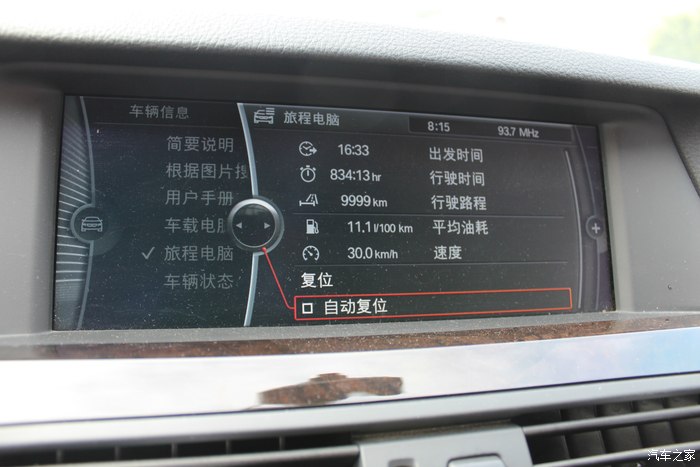 车辆信息
旅程电脑
8:15
93.7 MHz
简要说明
根据图片搜
用户手册
车载电脑
旅程电脑
车辆状态
16:33 出发时间
834:13 hr 行驶时间
9999 km 行驶路程
11.1 l/100 km 平均油耗
30.0 km/h 速度
复位
自动复位
汽车之家